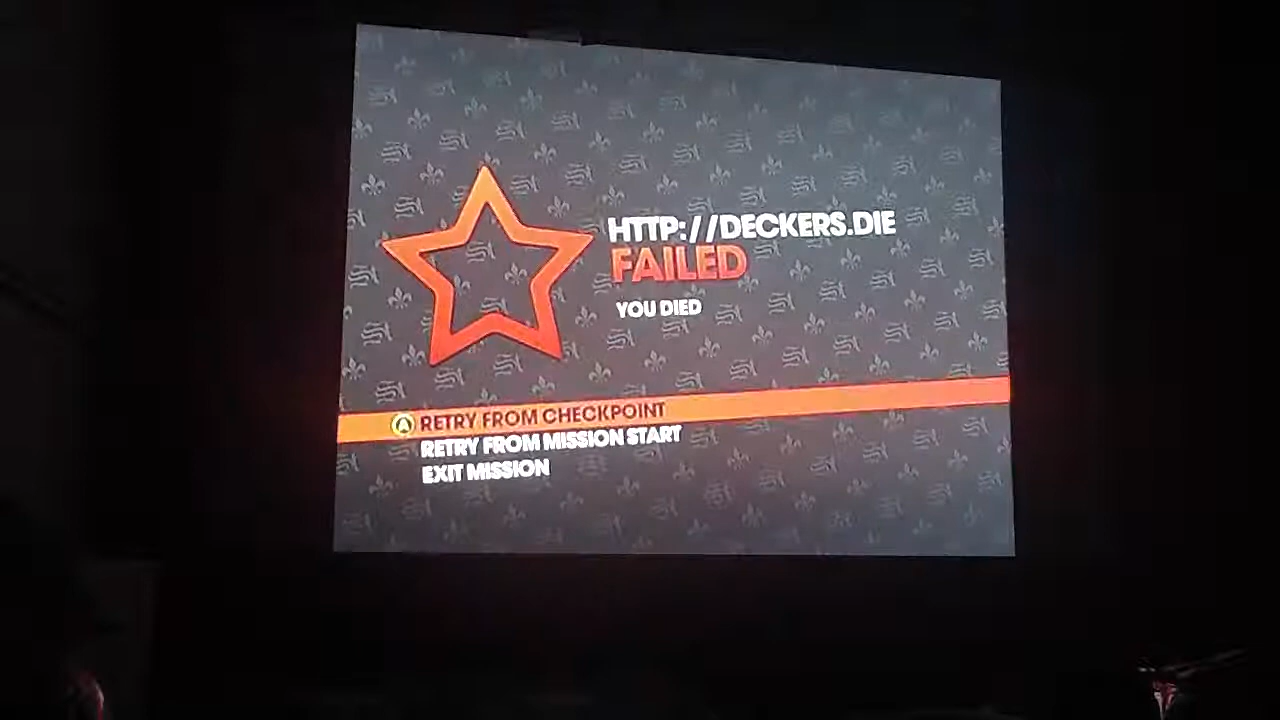 HTTP://DECKERS.DIE
FAILED
YOU DIED
A RETRY FROM CHECKPOINT
RETRY FROM MISSION START
EXIT MISSION